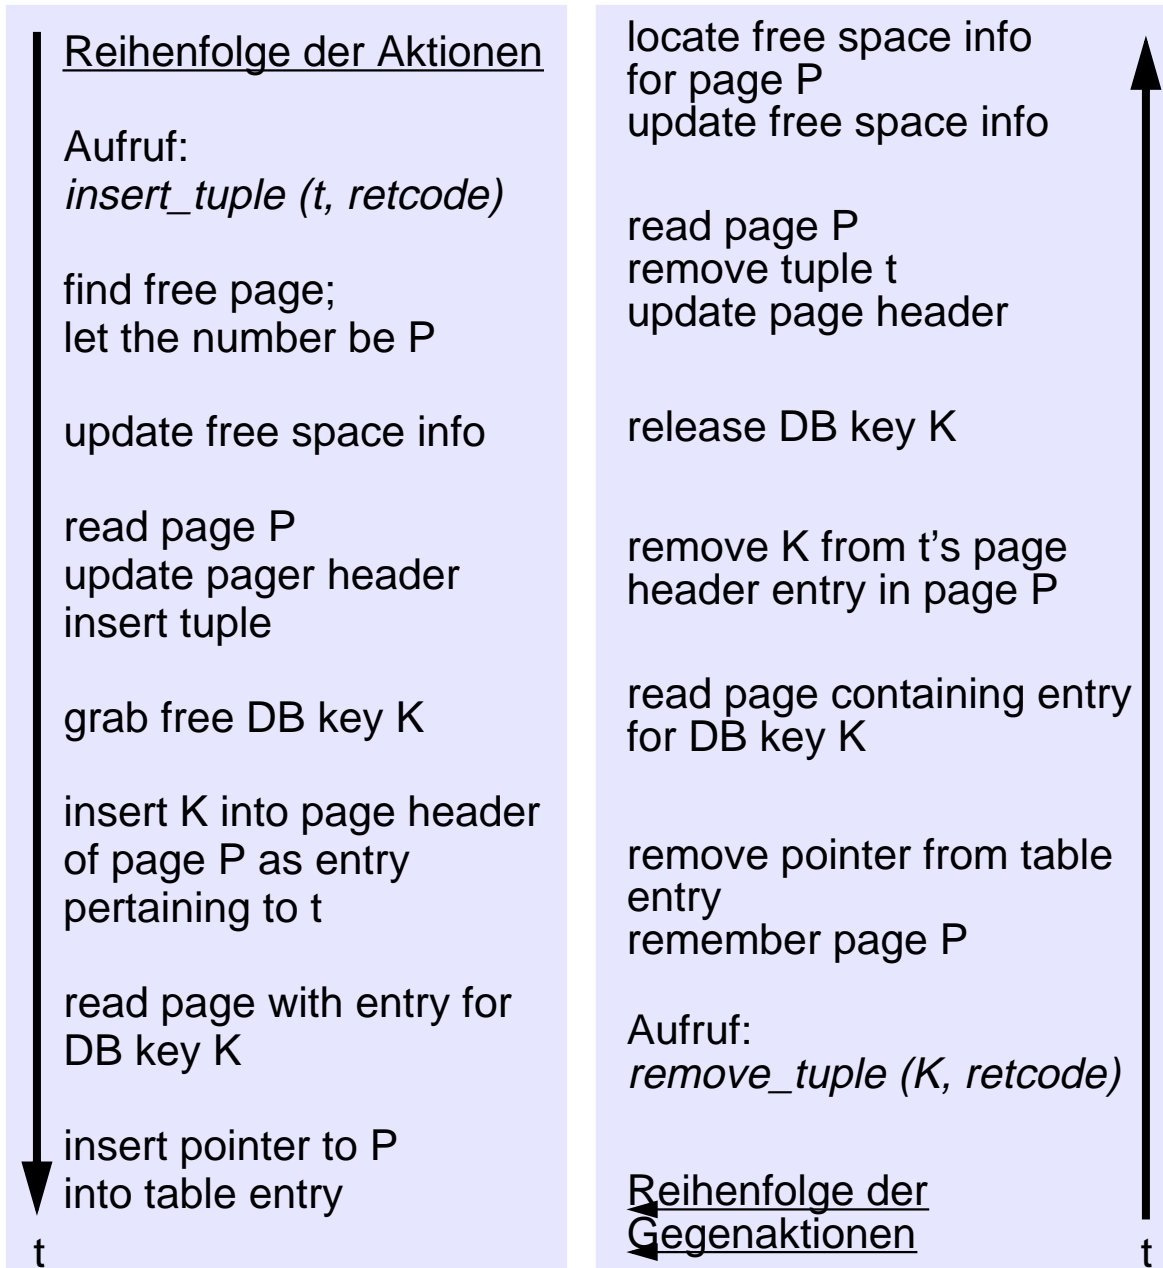 Reihenfolge der Aktionen
Aufruf:
insert_tuple (t, retcode)
find free page;
let the number be P
update free space info
read page P
update pager header
insert tuple
grab free DB key K
insert K into page header
of page P as entry
pertaining to t
read page with entry for
DB key K
insert pointer to P
into table entry
t
locate free space info
for page P
update free space info
read page P
remove tuple t
update page header
release DB key K
remove K from t's page
header entry in page P
read page containing entry
for DB key K
remove pointer from table
entry
remember page P
Aufruf:
remove_tuple (K, retcode)
Reihenfolge der
Gegenaktionen
t